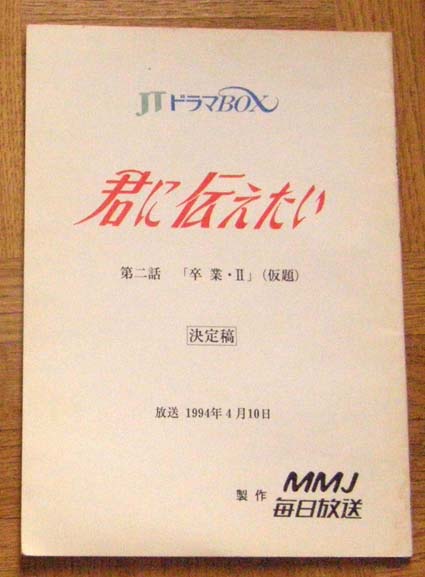 JTドラマBOX
君に伝えたい
第二話 「卒業・II」(仮題)
決定稿
放送 1994年4月10日
製作 MMJ
毎日放送